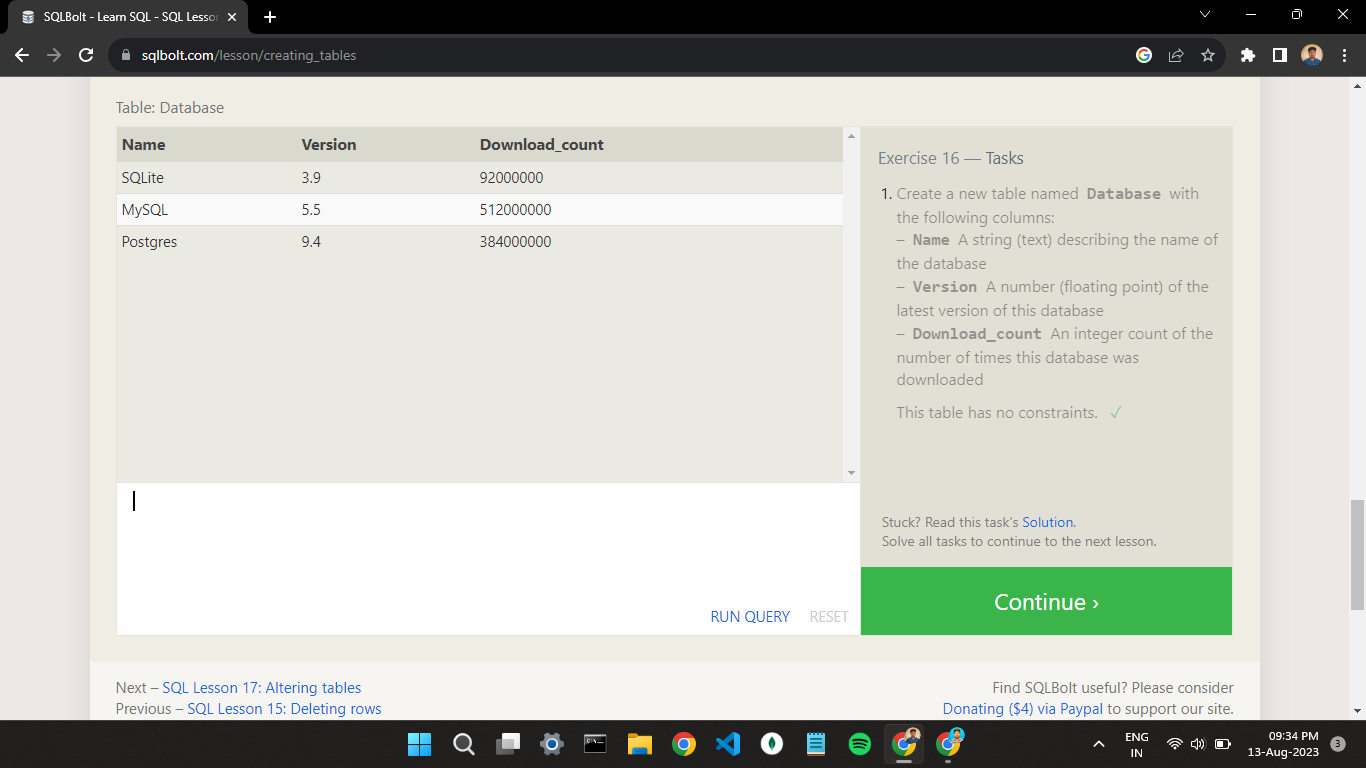 SQLBolt - Learn SQL - SQL Lesson
sqlbolt.com/lesson/creating_tables
Table: Database
Name Version Download_count
SQLite 3.9 92000000
MySQL 5.5 512000000
Postgres 9.4 384000000
RUN QUERY RESET
Exercise 16 — Tasks
1. Create a new table named Database with
the following columns:
– Name A string (text) describing the name of
the database
– Version A number (floating point) of the
latest version of this database
– Download_count An integer count of the
number of times this database was
downloaded
This table has no constraints. ✓
Stuck? Read this task's Solution.
Solve all tasks to continue to the next lesson.
Continue ›
Next – SQL Lesson 17: Altering tables
Previous – SQL Lesson 15: Deleting rows
Find SQLBolt useful? Please consider
Donating ($4) via Paypal to support our site.
ENG
IN
09:34 PM
13-Aug-2023
3